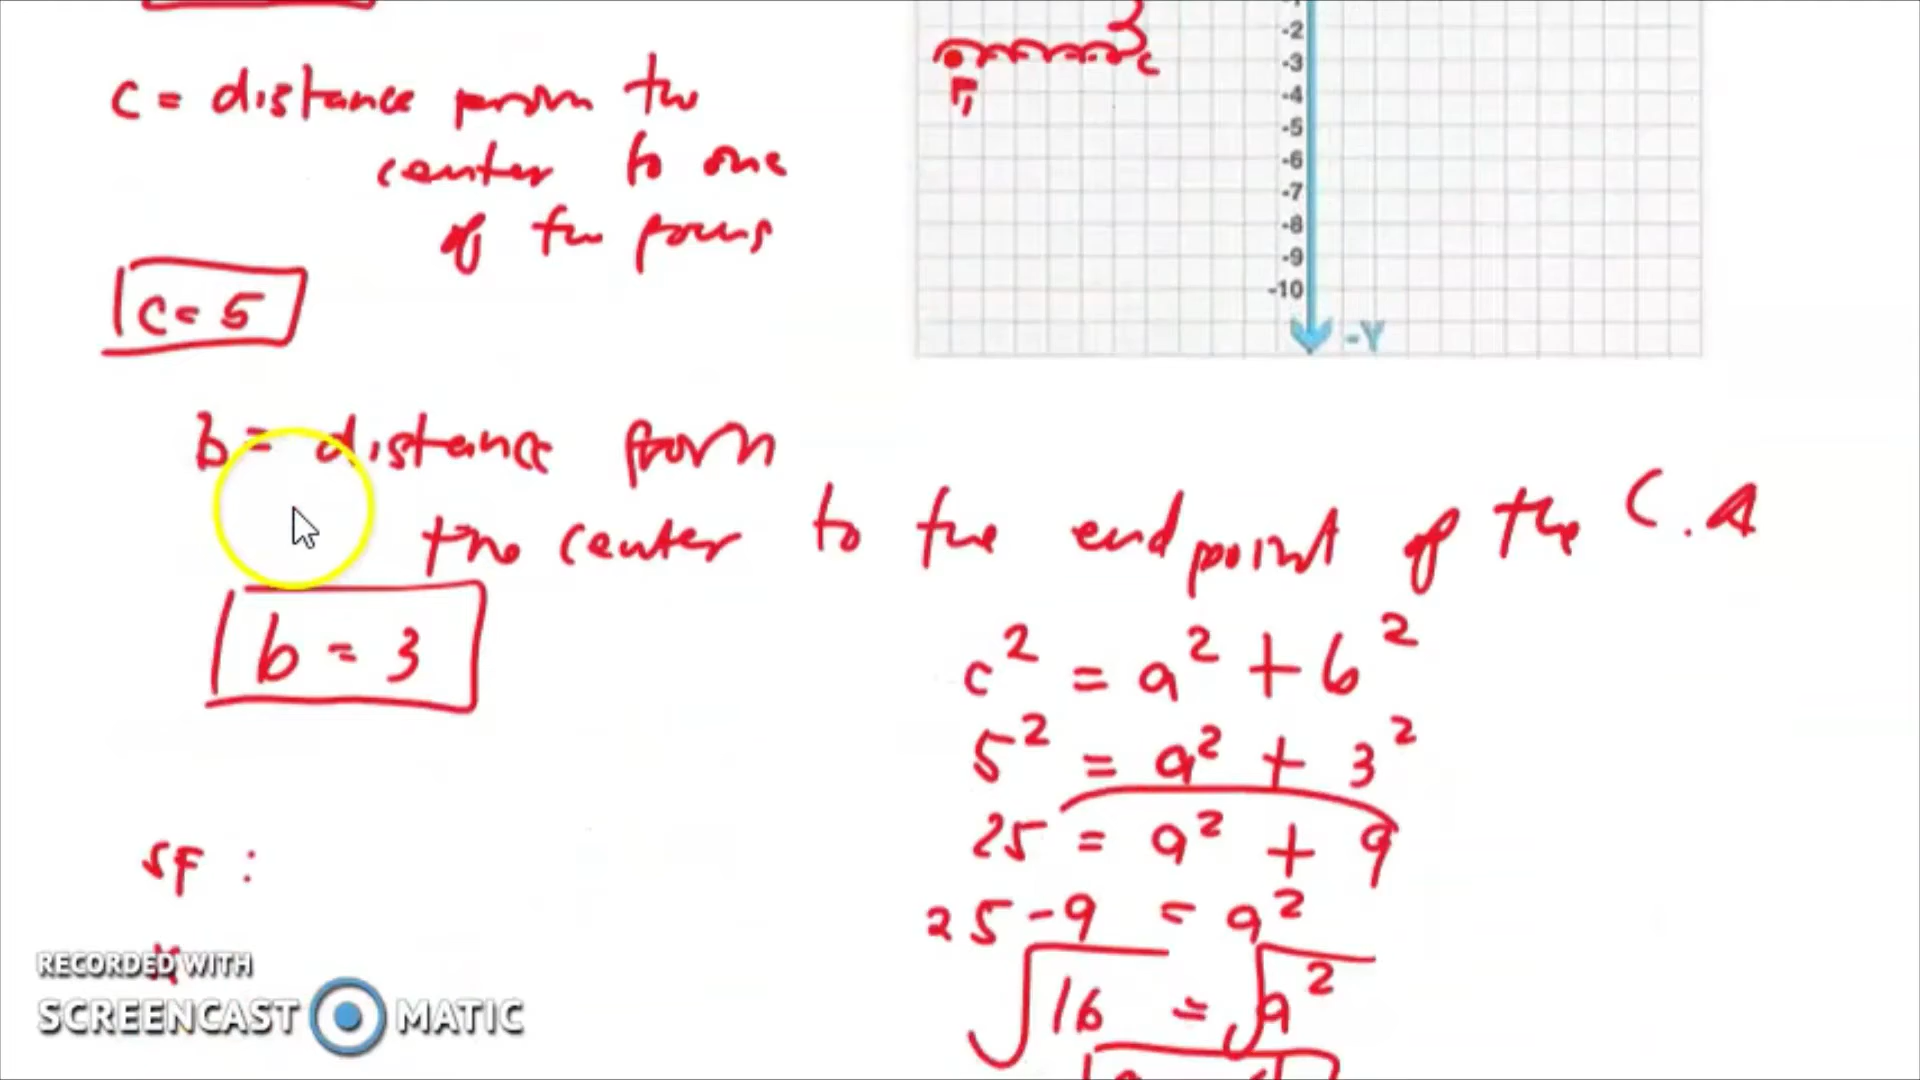 c = distance from the
center to one
of the focus
c = 5
F₁
c
-2
-3
-4
-5
-6
-7
-8
-9
-10
-Y
b = distance from
the center to the endpoint of the C.A
b = 3
c² = a² + b²
5² = a² + 3²
25 = a² + 9
25 - 9 = a²
√16 = √a²
SF :
RECORDED WITH
SCREENCAST MATIC